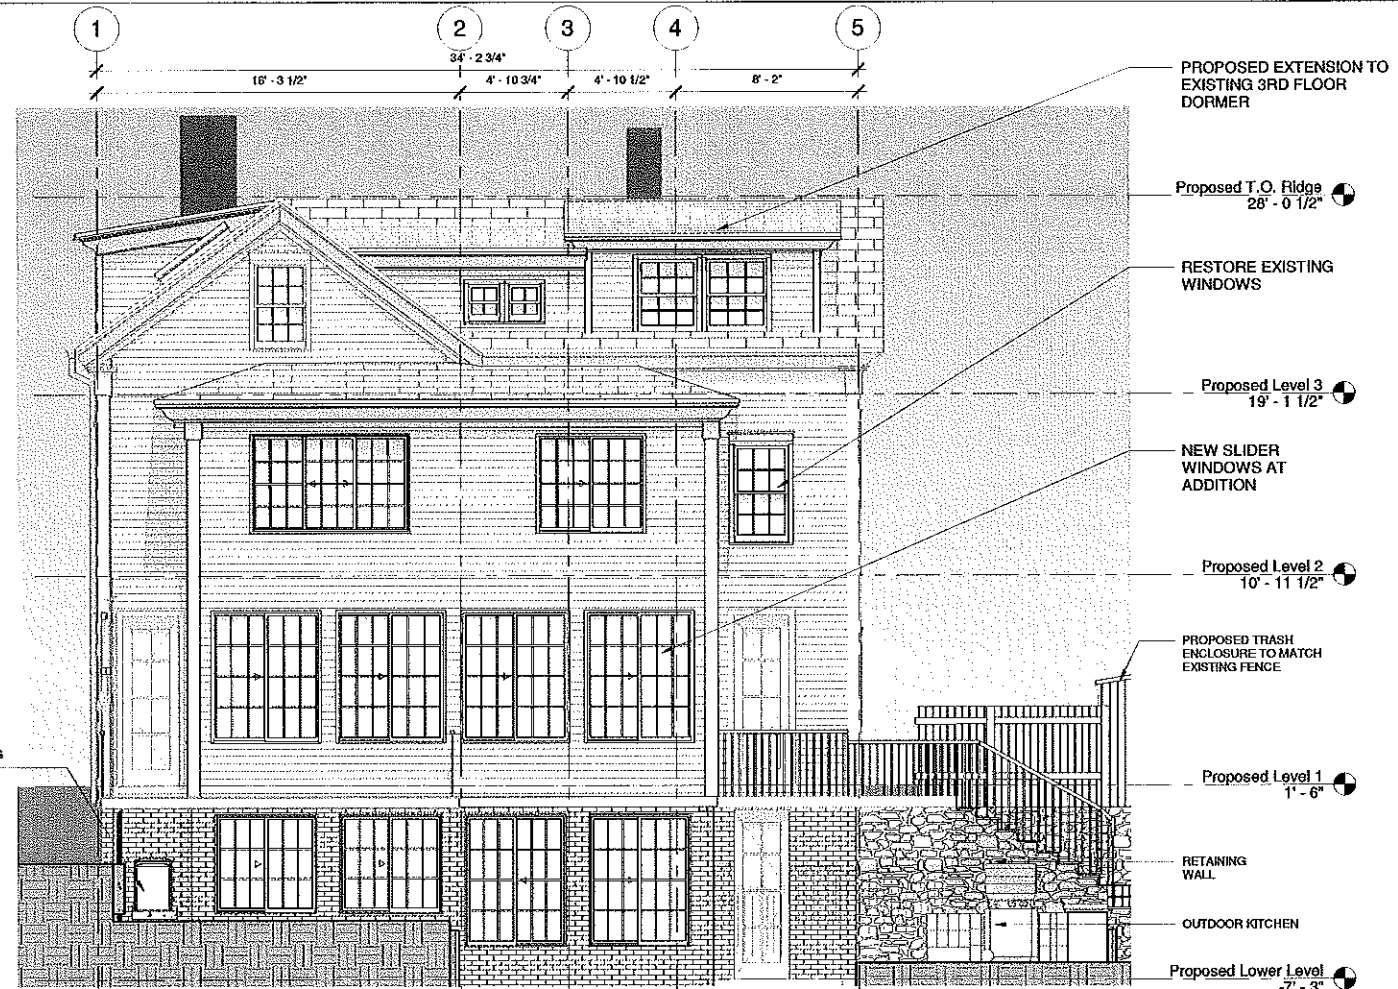 1
2
3
4
5
34' - 2 3/4"
16' - 3 1/2"
4' - 10 3/4"
4' - 10 1/2"
8' - 2"
PROPOSED EXTENSION TO
EXISTING 3RD FLOOR
DORMER
Proposed T.O. Ridge
28' - 0 1/2"
RESTORE EXISTING
WINDOWS
Proposed Level 3
19' - 1 1/2"
NEW SLIDER
WINDOWS AT
ADDITION
Proposed Level 2
10' - 11 1/2"
PROPOSED TRASH
ENCLOSURE TO MATCH
EXISTING FENCE
Proposed Level 1
1' - 6"
RETAINING
WALL
OUTDOOR KITCHEN
Proposed Lower Level
-7' - 3"